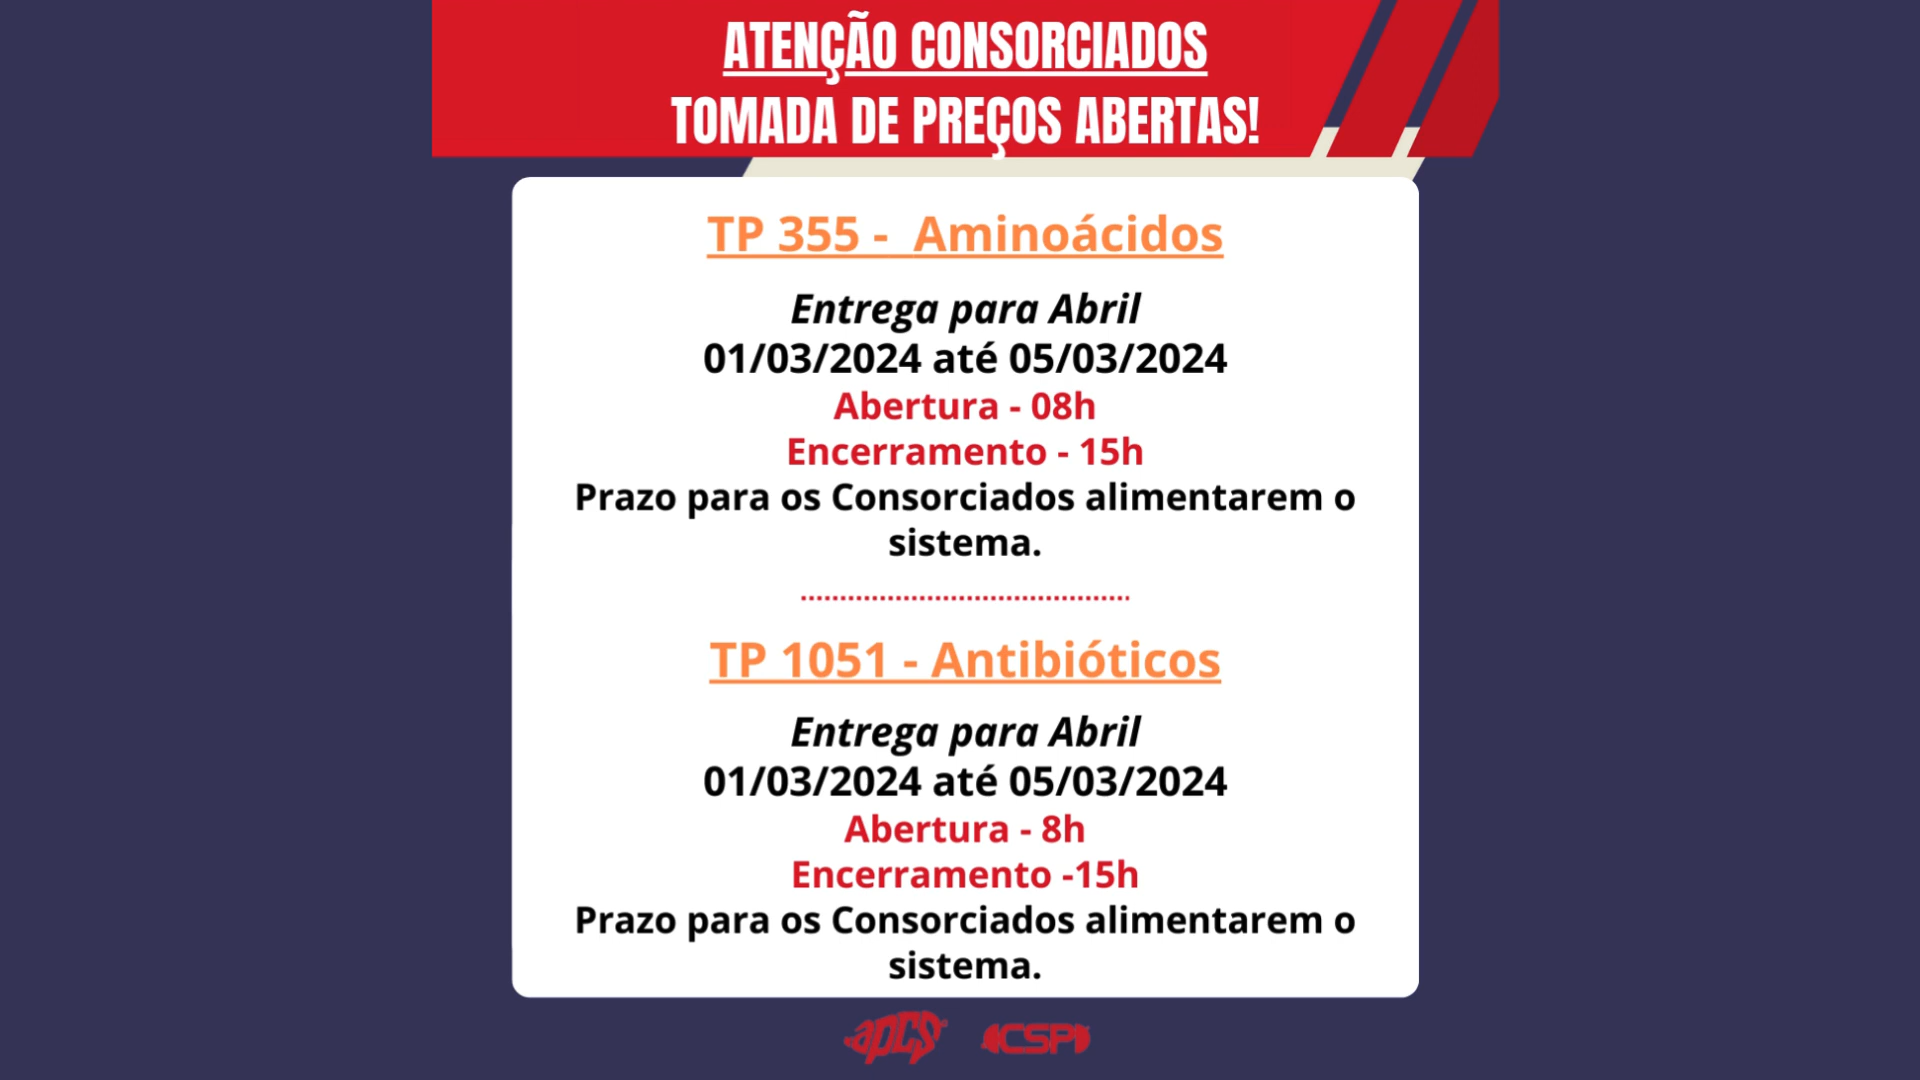 ATENÇÃO CONSORCIADOS
TOMADA DE PREÇOS ABERTAS!
TP 355 -  Aminoácidos
Entrega para Abril
01/03/2024 até 05/03/2024
Abertura - 08h
Encerramento - 15h
Prazo para os Consorciados alimentarem o
sistema.
TP 1051 - Antibióticos
Entrega para Abril
01/03/2024 até 05/03/2024
Abertura - 8h
Encerramento -15h
Prazo para os Consorciados alimentarem o
sistema.
apcs CSPI